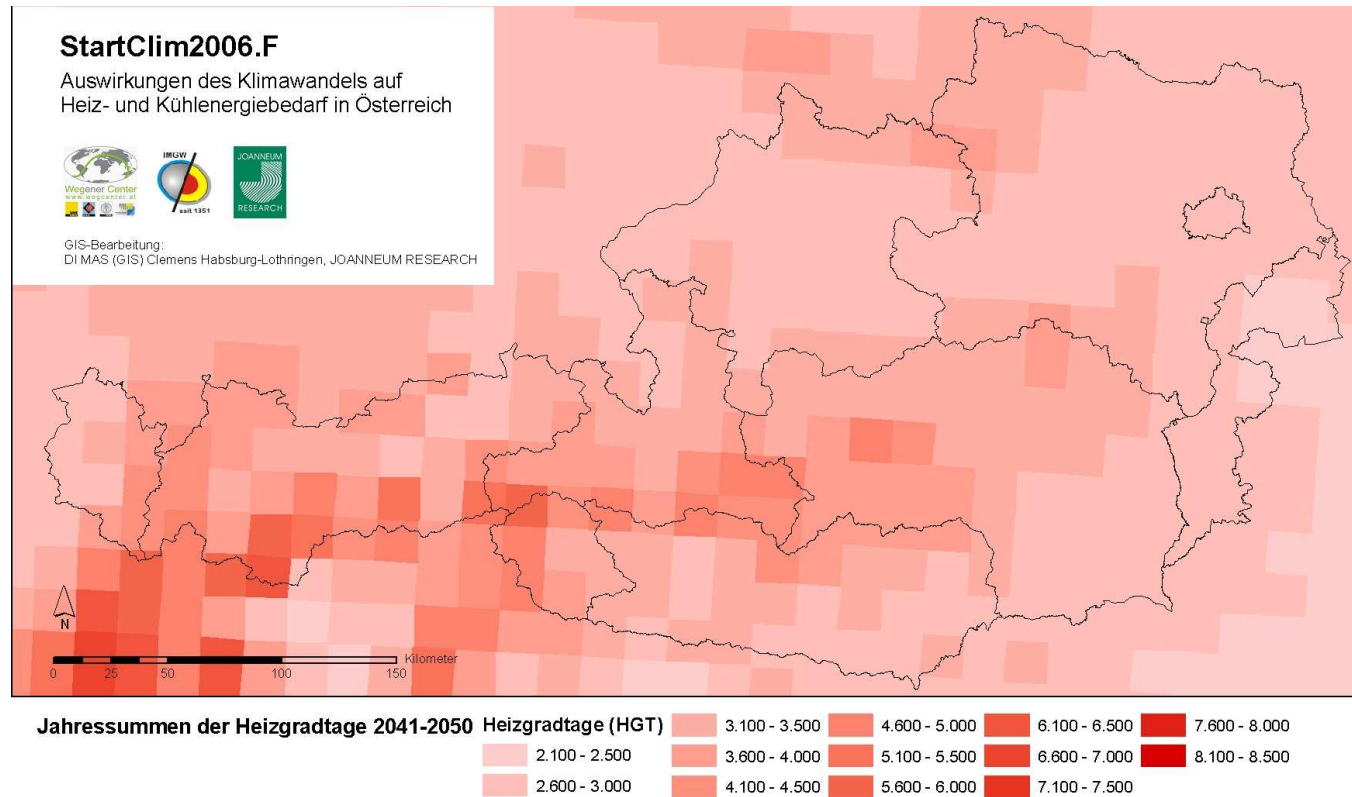 StartClim2006.F
Auswirkungen des Klimawandels auf
Heiz- und Kühlenergiebedarf in Österreich
Wegener Center
www.wegcenter.at
IMGW
seit 1351
JOANNEUM
RESEARCH
GIS-Bearbeitung:
DI MAS (GIS) Clemens Habsburg-Lothringen, JOANNEUM RESEARCH
N
Kilometer
0 25 50 100 150
Jahressummen der Heizgradtage 2041-2050
Heizgradtage (HGT)
2.100 - 2.500
2.600 - 3.000
3.100 - 3.500
3.600 - 4.000
4.100 - 4.500
4.600 - 5.000
5.100 - 5.500
5.600 - 6.000
6.100 - 6.500
6.600 - 7.000
7.100 - 7.500
7.600 - 8.000
8.100 - 8.500